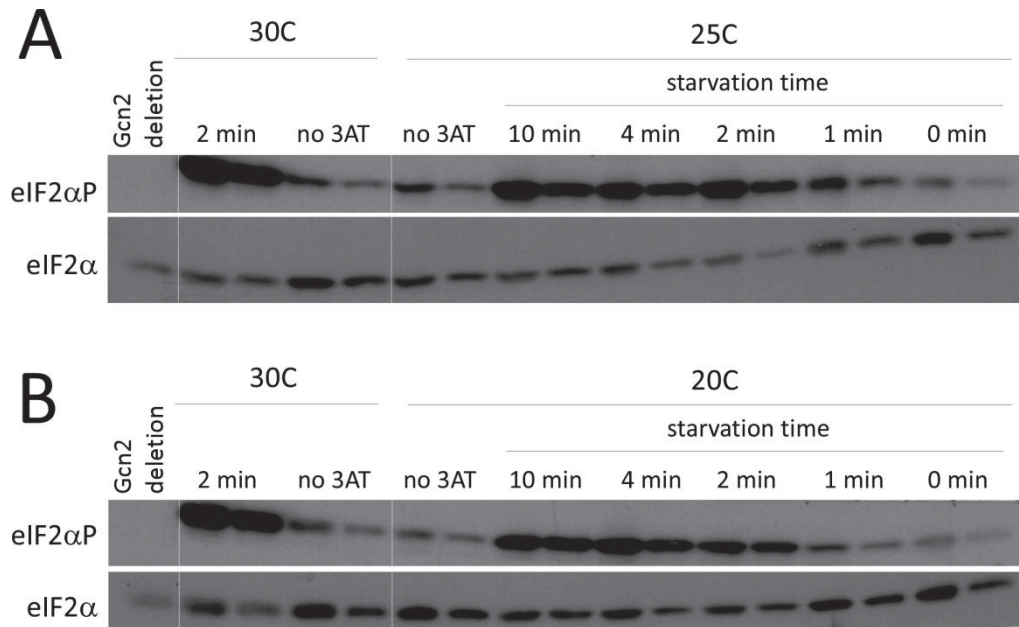 A
30C 25C
Gcn2 deletion
starvation time
2 min no 3AT no 3AT 10 min 4 min 2 min 1 min 0 min
eIF2αP
eIF2α
B
30C 20C
Gcn2 deletion
starvation time
2 min no 3AT no 3AT 10 min 4 min 2 min 1 min 0 min
eIF2αP
eIF2α